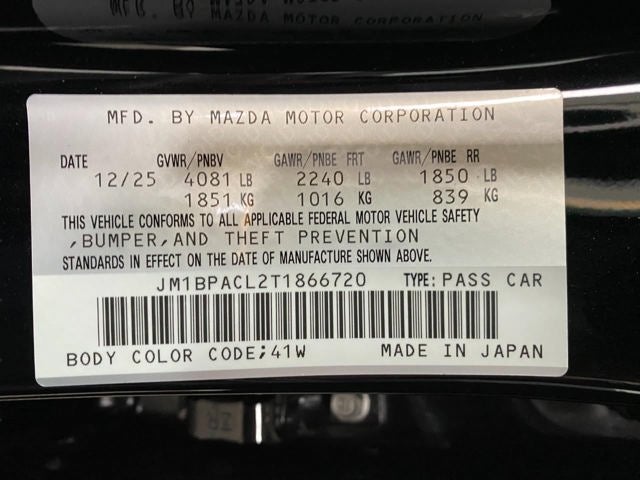 MFD. BY MAZDA MOTOR CORPORATION
DATE GVWR/PNBV GAWR/PNBE FRT GAWR/PNBE RR
12/25 4081 LB 2240 LB 1850 LB
1851 KG 1016 KG 839 KG
THIS VEHICLE CONFORMS TO ALL APPLICABLE FEDERAL MOTOR VEHICLE SAFETY
,BUMPER,AND THEFT PREVENTION
STANDARDS IN EFFECT ON THE DATE OF MANUFACTURE SHOWN ABOVE.
JM1BPACL2T1866720 TYPE:PASS CAR
BODY COLOR CODE;41W MADE IN JAPAN